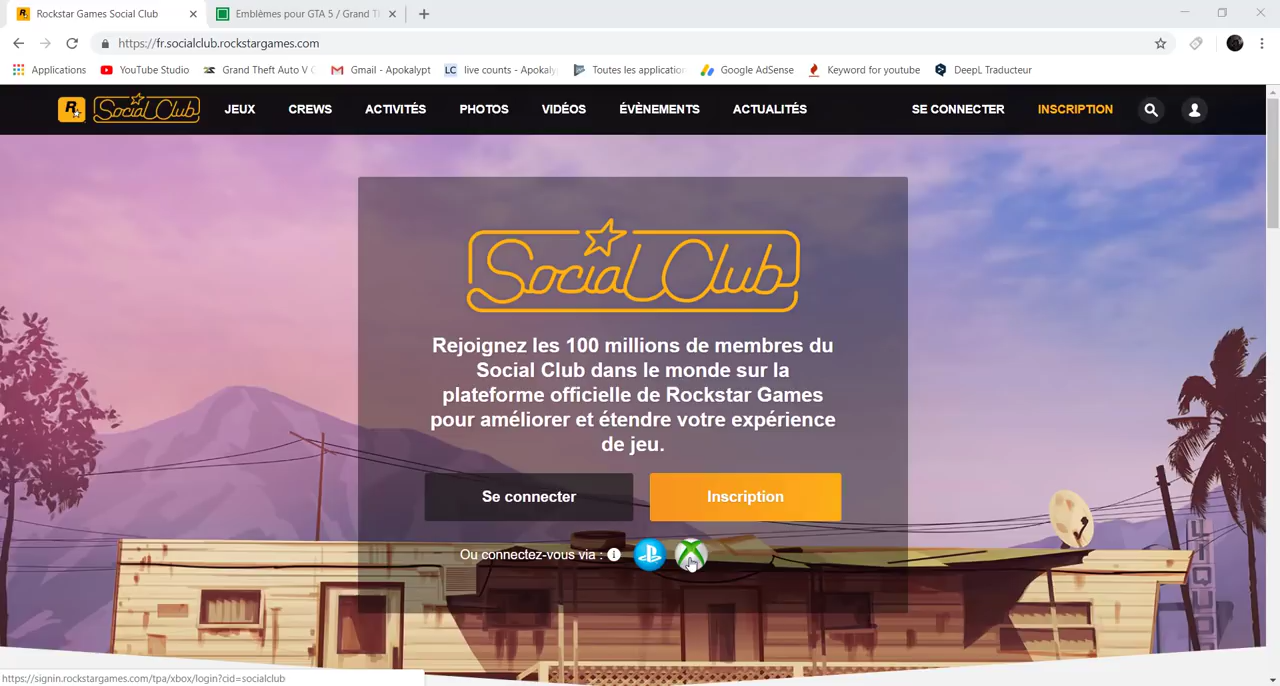 Rockstar Games Social Club
Emblèmes pour GTA 5 / Grand T
https://fr.socialclub.rockstargames.com
Applications
YouTube Studio
Grand Theft Auto V G
Gmail - Apokalypt
LC live counts - Apokaly
Toutes les application
Google AdSense
Keyword for youtube
DeepL Traducteur
R Social Club
JEUX
CREWS
ACTIVITÉS
PHOTOS
VIDÉOS
ÉVÈNEMENTS
ACTUALITÉS
SE CONNECTER
INSCRIPTION
Social Club
Rejoignez les 100 millions de membres du
Social Club dans le monde sur la
plateforme officielle de Rockstar Games
pour améliorer et étendre votre expérience
de jeu.
Se connecter
Inscription
Ou connectez-vous via :
https://signin.rockstargames.com/tpa/xbox/login?cid=socialclub